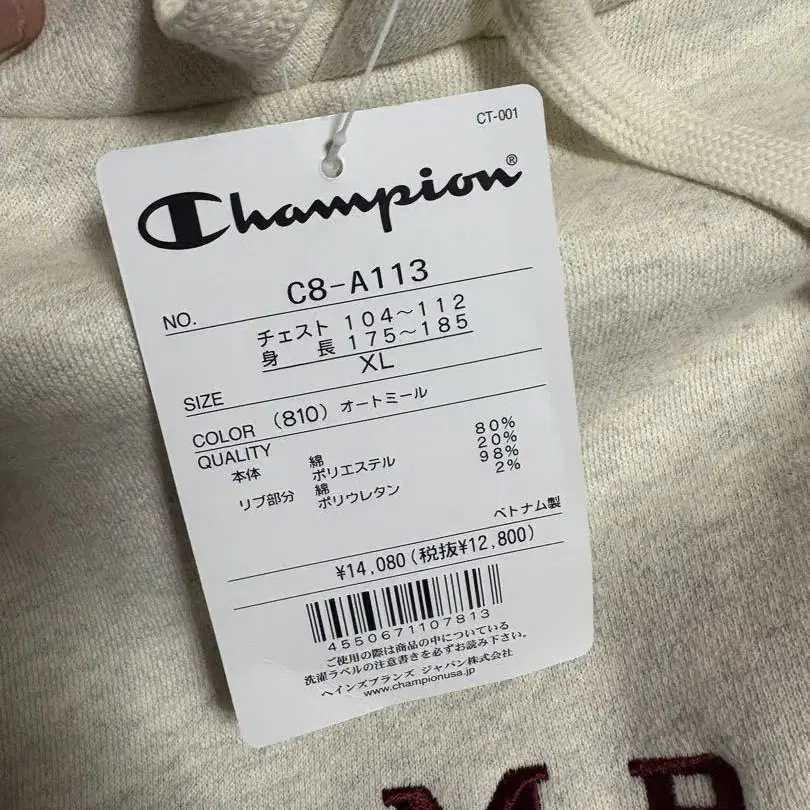 CT-001
Champion®
NO. C8-A113
チェスト 104〜112
身長 175〜185
SIZE XL
COLOR (810) オートミール
QUALITY
本体 綿 80%
ポリエステル 20%
リブ部分 綿 98%
ポリウレタン 2%
ベトナム製
¥14,080(税抜¥12,800)
4550671107813
ご使用の際は商品の中についている
洗濯ラベルの注意書きを必ずお読み下さい。
ヘインズブランズ ジャパン株式会社
www.championusa.jp
M P